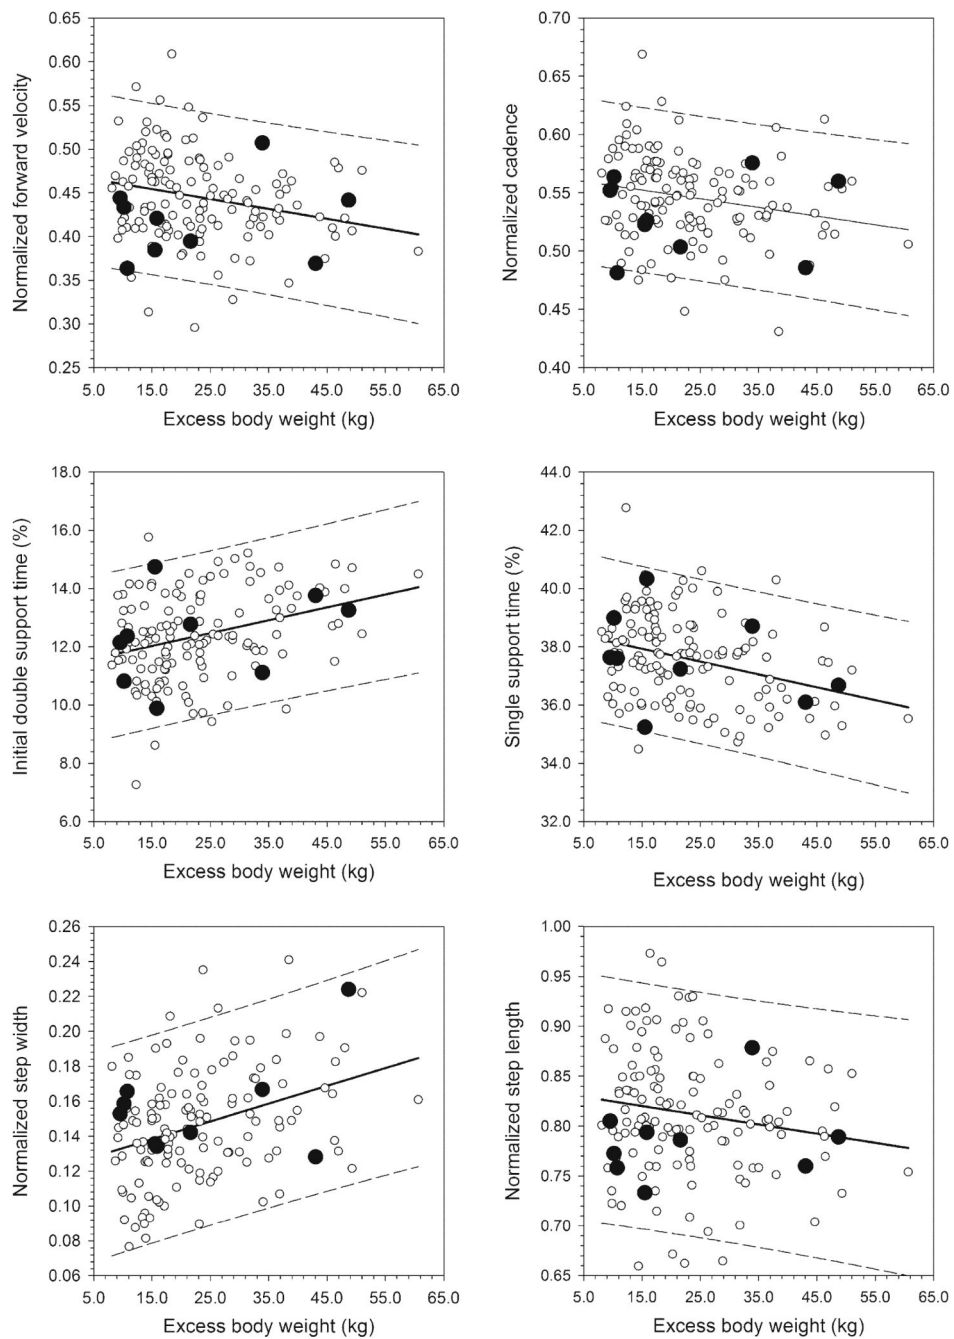 Normalized forward velocity
0.65
0.60
0.55
0.50
0.45
0.40
0.35
0.30
0.25
5.0 15.0 25.0 35.0 45.0 55.0 65.0
Excess body weight (kg)
Normalized cadence
0.70
0.65
0.60
0.55
0.50
0.45
0.40
5.0 15.0 25.0 35.0 45.0 55.0 65.0
Excess body weight (kg)
Initial double support time (%)
18.0
16.0
14.0
12.0
10.0
8.0
6.0
5.0 15.0 25.0 35.0 45.0 55.0 65.0
Excess body weight (kg)
Single support time (%)
44.0
42.0
40.0
38.0
36.0
34.0
32.0
5.0 15.0 25.0 35.0 45.0 55.0 65.0
Excess body weight (kg)
Normalized step width
0.26
0.24
0.22
0.20
0.18
0.16
0.14
0.12
0.10
0.08
0.06
5.0 15.0 25.0 35.0 45.0 55.0 65.0
Excess body weight (kg)
Normalized step length
1.00
0.95
0.90
0.85
0.80
0.75
0.70
0.65
5.0 15.0 25.0 35.0 45.0 55.0 65.0
Excess body weight (kg)